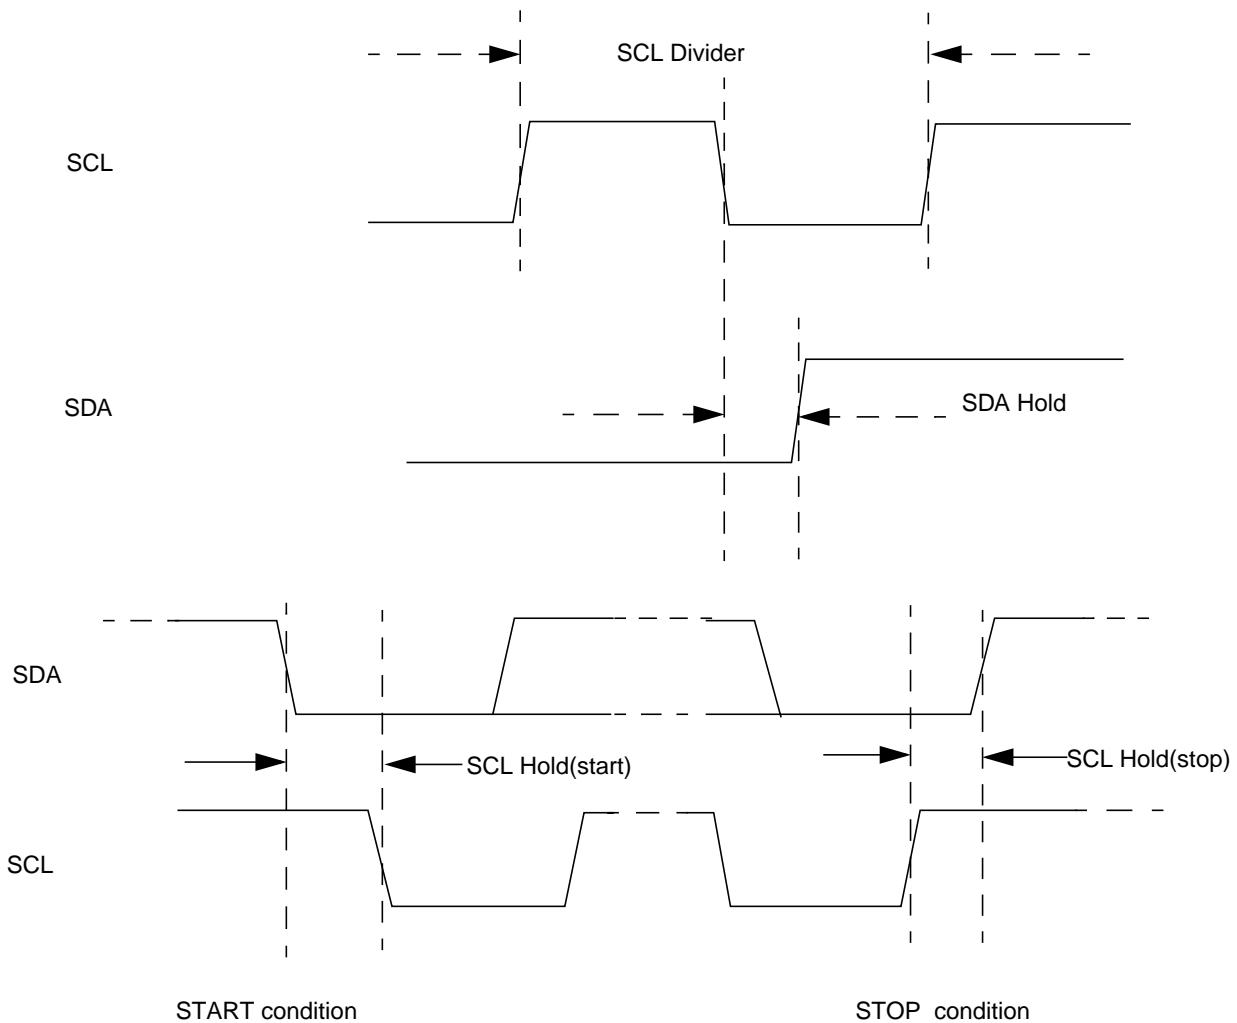 SCL Divider
SCL
SDA
SDA Hold
SDA
SCL Hold(start)
SCL Hold(stop)
SCL
START condition
STOP condition